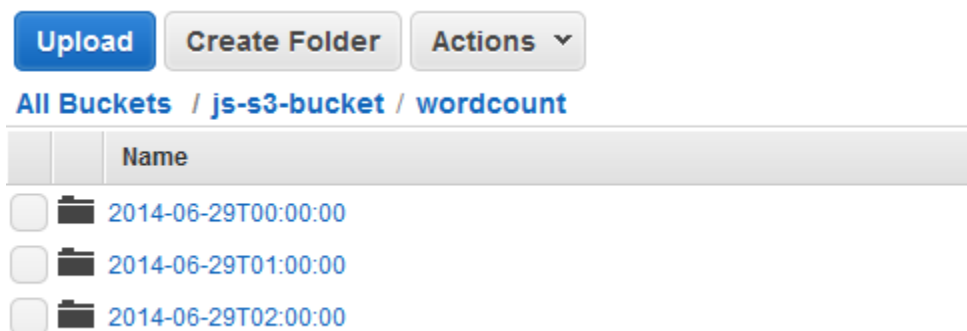 Upload Create Folder Actions
All Buckets / js-s3-bucket / wordcount
Name
2014-06-29T00:00:00
2014-06-29T01:00:00
2014-06-29T02:00:00